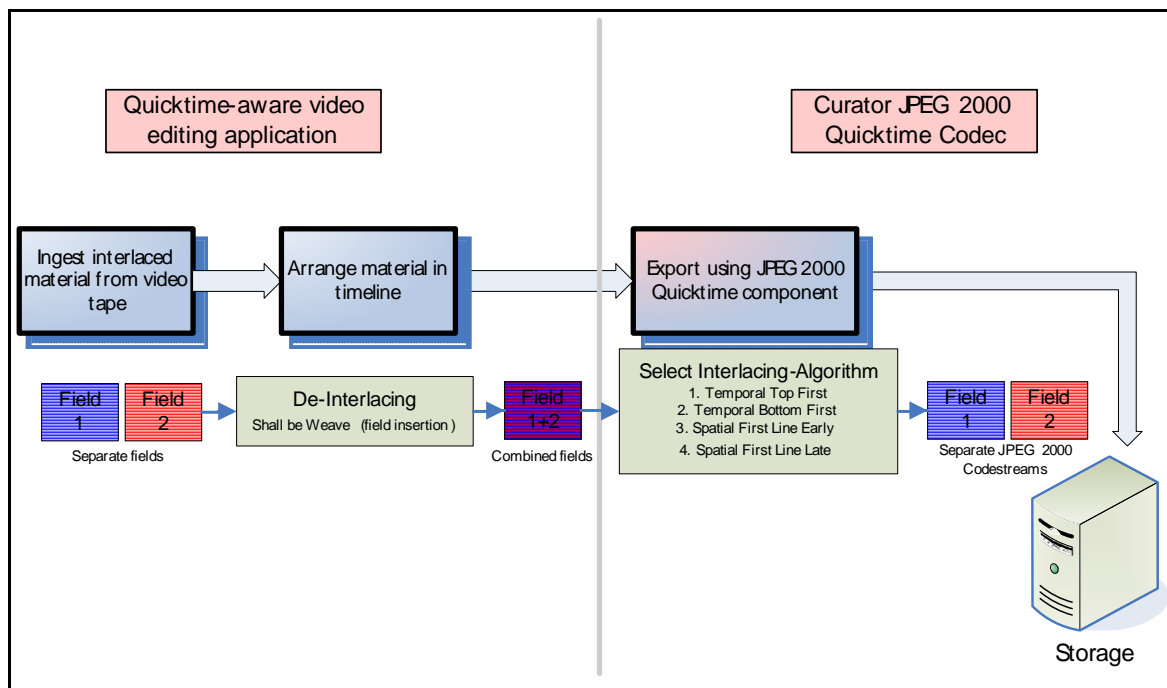 Quicktime-aware video
editing application
Curator JPEG 2000
Quicktime Codec
Ingest interlaced
material from video
tape
Arrange material in
timeline
Export using JPEG 2000
Quicktime component
Field
1
Field
2
Separate fields
De-Interlacing
Shall be Weave (field insertion)
Field
1+2
Combined fields
Select Interlacing-Algorithm
1. Temporal Top First
2. Temporal Bottom First
3. Spatial First Line Early
4. Spatial First Line Late
Field
1
Field
2
Separate JPEG 2000
Codestreams
Storage